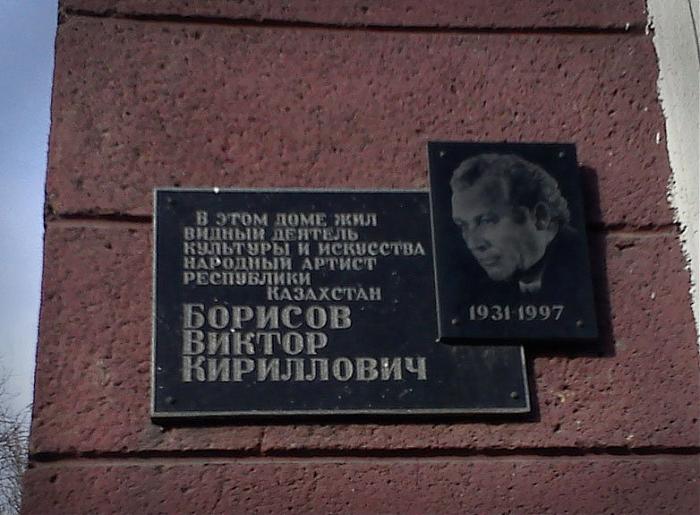 В ЭТОМ ДОМЕ ЖИЛ
ВИДНЫЙ ДЕЯТЕЛЬ
КУЛЬТУРЫ И ИСКУССТВА
НАРОДНЫЙ АРТИСТ
РЕСПУБЛИКИ
КАЗАХСТАН
БОРИСОВ
ВИКТОР
КИРИЛЛОВИЧ
1931-1997